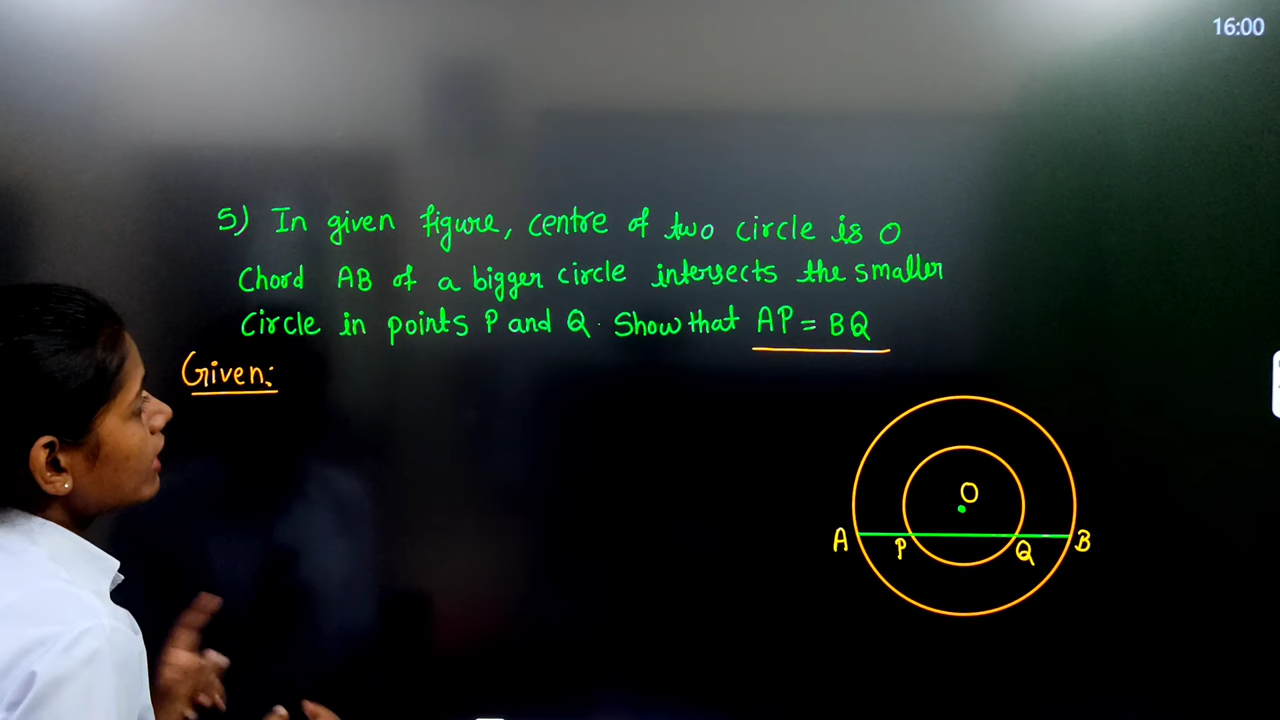 16:00
5) In given figure, centre of two circle is O
Chord AB of a bigger circle intersects the smaller
Circle in points P and Q. Show that AP = BQ
Given:
O
A
P
Q
B